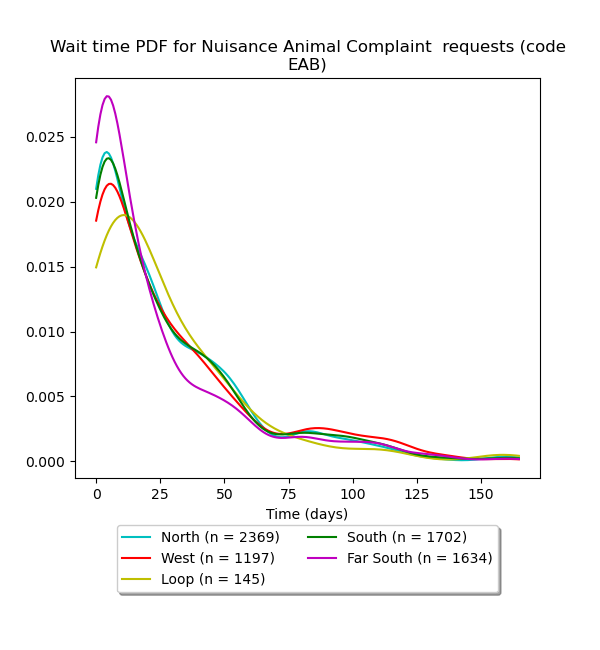 Wait time PDF for Nuisance Animal Complaint  requests (code
EAB)
0.025
0.020
0.015
0.010
0.005
0.000
0 25 50 75 100 125 150
Time (days)
North (n = 2369) South (n = 1702)
West (n = 1197) Far South (n = 1634)
Loop (n = 145)